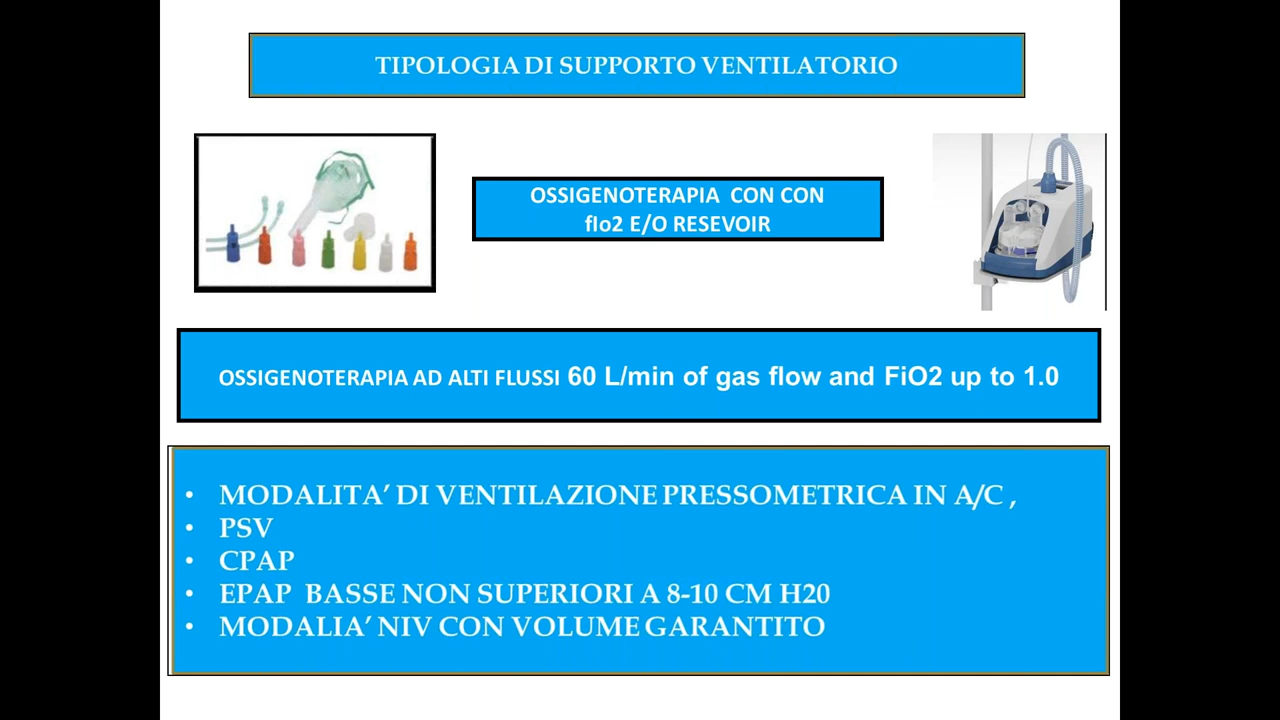 TIPOLOGIA DI SUPPORTO VENTILATORIO
OSSIGENOTERAPIA CON CON
fIo2 E/O RESEVOIR
OSSIGENOTERAPIA AD ALTI FLUSSI 60 L/min of gas flow and FiO2 up to 1.0
• MODALITA’ DI VENTILAZIONE PRESSOMETRICA IN A/C ,
• PSV
• CPAP
• EPAP BASSE NON SUPERIORI A 8-10 CM H20
• MODALIA’ NIV CON VOLUME GARANTITO